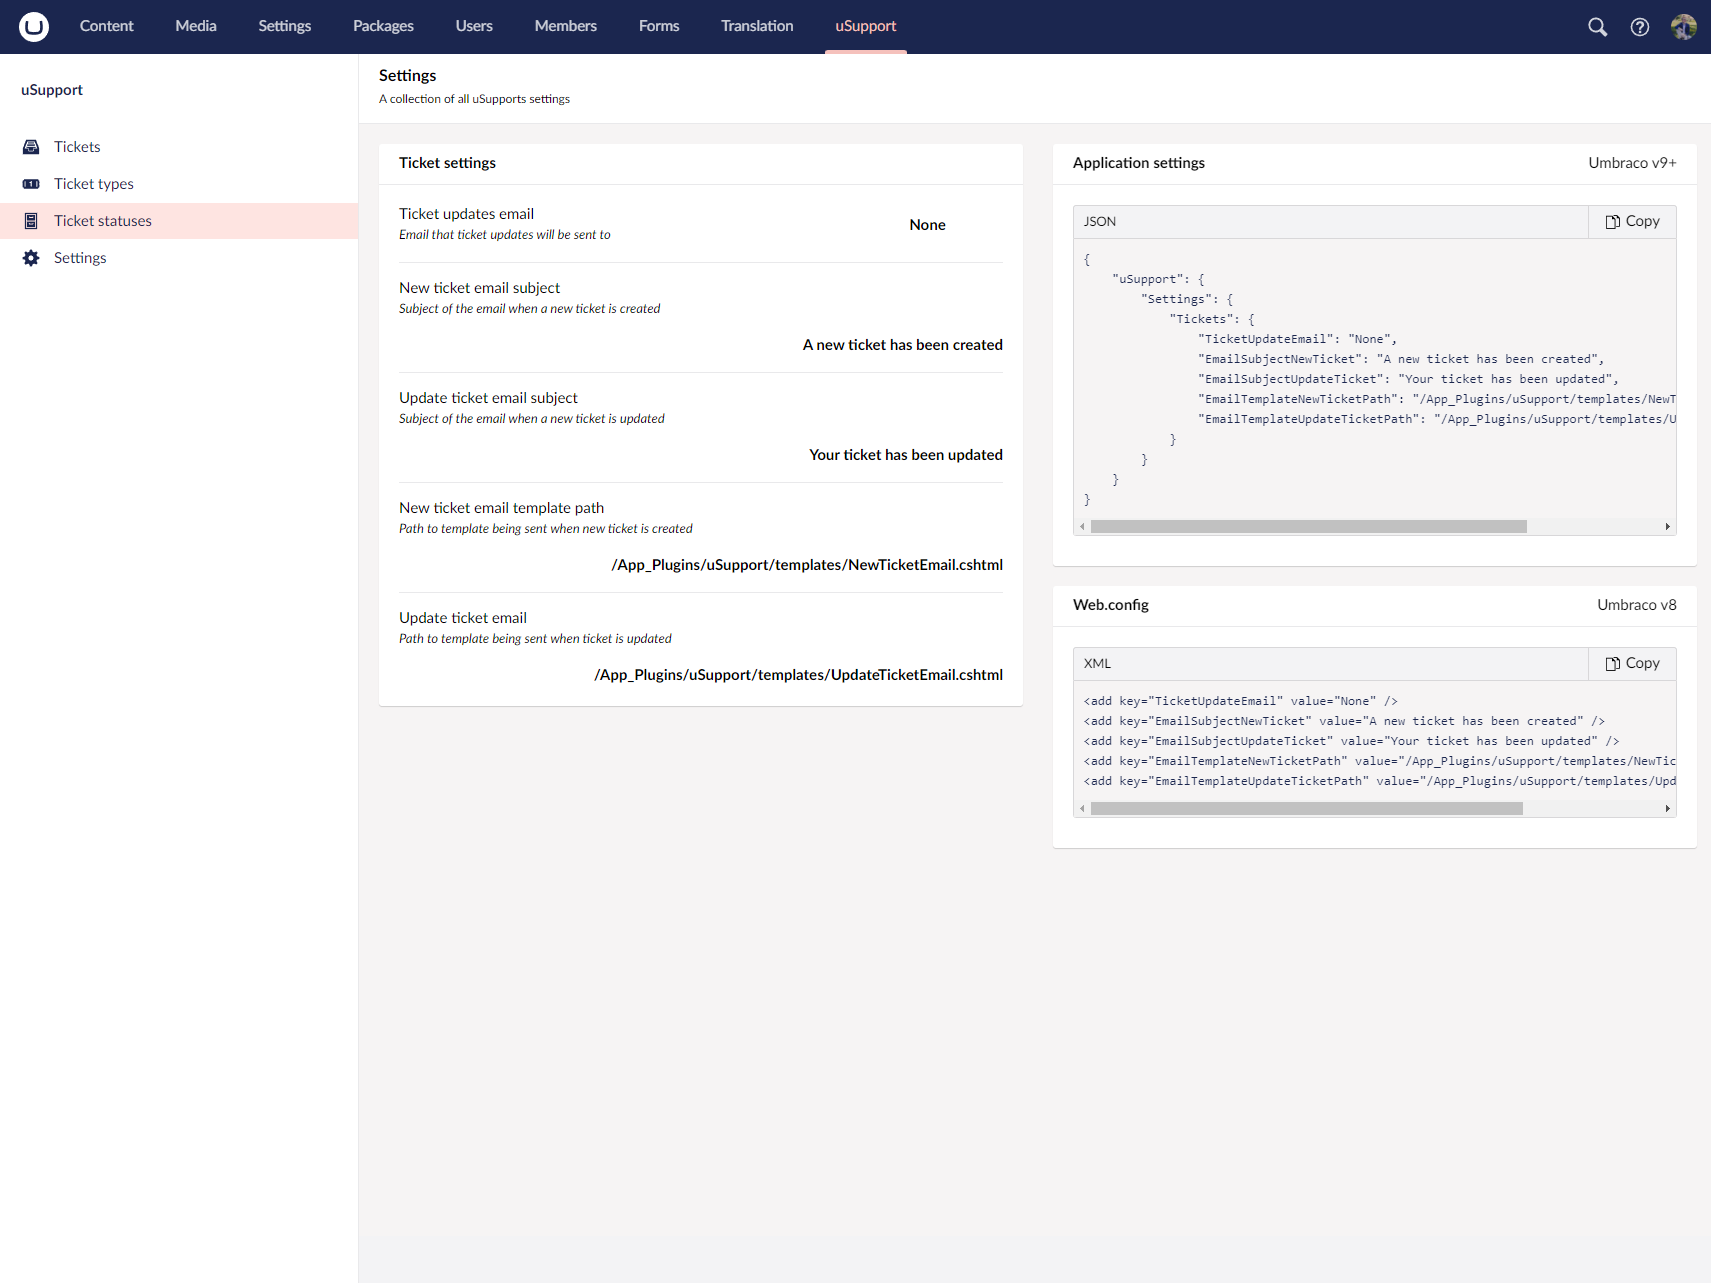 Content Media Settings Packages Users Members Forms Translation uSupport
uSupport
Tickets
Ticket types
Ticket statuses
Settings
Settings
A collection of all uSupports settings
Ticket settings
Ticket updates email
Email that ticket updates will be sent to
None
New ticket email subject
Subject of the email when a new ticket is created
A new ticket has been created
Update ticket email subject
Subject of the email when a new ticket is updated
Your ticket has been updated
New ticket email template path
Path to template being sent when new ticket is created
/App_Plugins/uSupport/templates/NewTicketEmail.cshtml
Update ticket email
Path to template being sent when ticket is updated
/App_Plugins/uSupport/templates/UpdateTicketEmail.cshtml
Application settings Umbraco v9+
JSON Copy
{
    "uSupport": {
        "Settings": {
            "Tickets": {
                "TicketUpdateEmail": "None",
                "EmailSubjectNewTicket": "A new ticket has been created",
                "EmailSubjectUpdateTicket": "Your ticket has been updated",
                "EmailTemplateNewTicketPath": "/App_Plugins/uSupport/templates/NewT
                "EmailTemplateUpdateTicketPath": "/App_Plugins/uSupport/templates/U
            }
        }
    }
}
Web.config Umbraco v8
XML Copy
<add key="TicketUpdateEmail" value="None" />
<add key="EmailSubjectNewTicket" value="A new ticket has been created" />
<add key="EmailSubjectUpdateTicket" value="Your ticket has been updated" />
<add key="EmailTemplateNewTicketPath" value="/App_Plugins/uSupport/templates/NewTic
<add key="EmailTemplateUpdateTicketPath" value="/App_Plugins/uSupport/templates/Upd